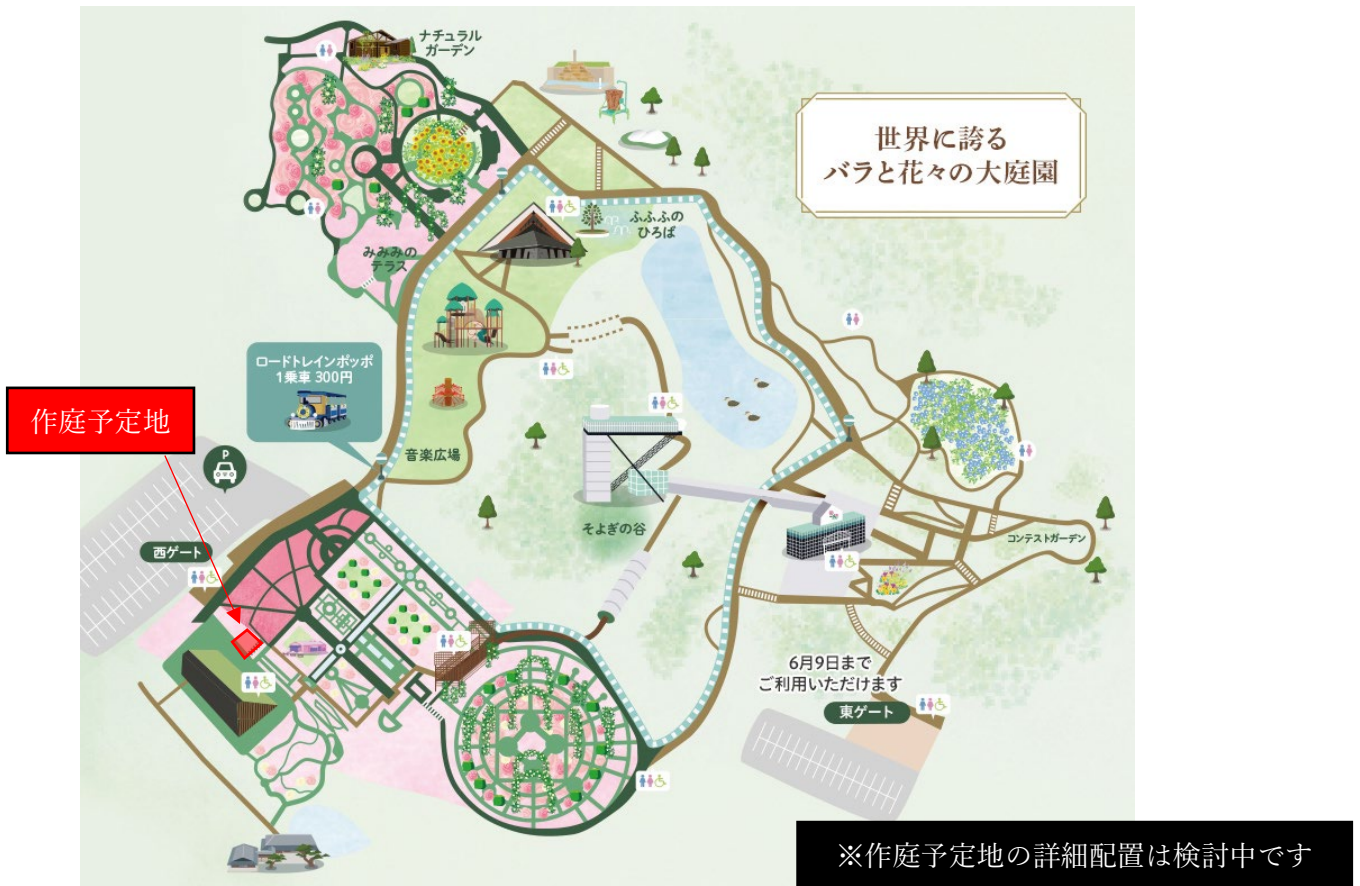 ナチュラル
ガーデン
世界に誇る
バラと花々の大庭園
ふふふの
ひろば
みみみの
テラス
ロードトレインポッポ
1乗車 300円
作庭予定地
P
音楽広場
西ゲート
そよぎの谷
コンテストガーデン
6月9日まで
ご利用いただけます
東ゲート
※作庭予定地の詳細配置は検討中です